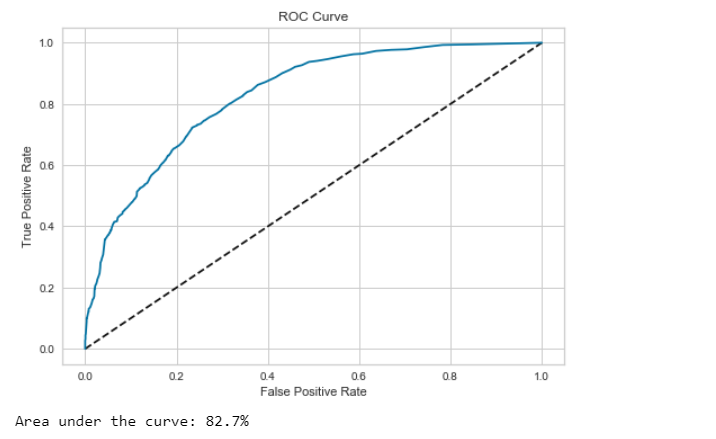 ROC Curve
1.0
0.8
0.6
0.4
0.2
0.0
True Positive Rate
0.0 0.2 0.4 0.6 0.8 1.0
False Positive Rate
Area under the curve: 82.7%